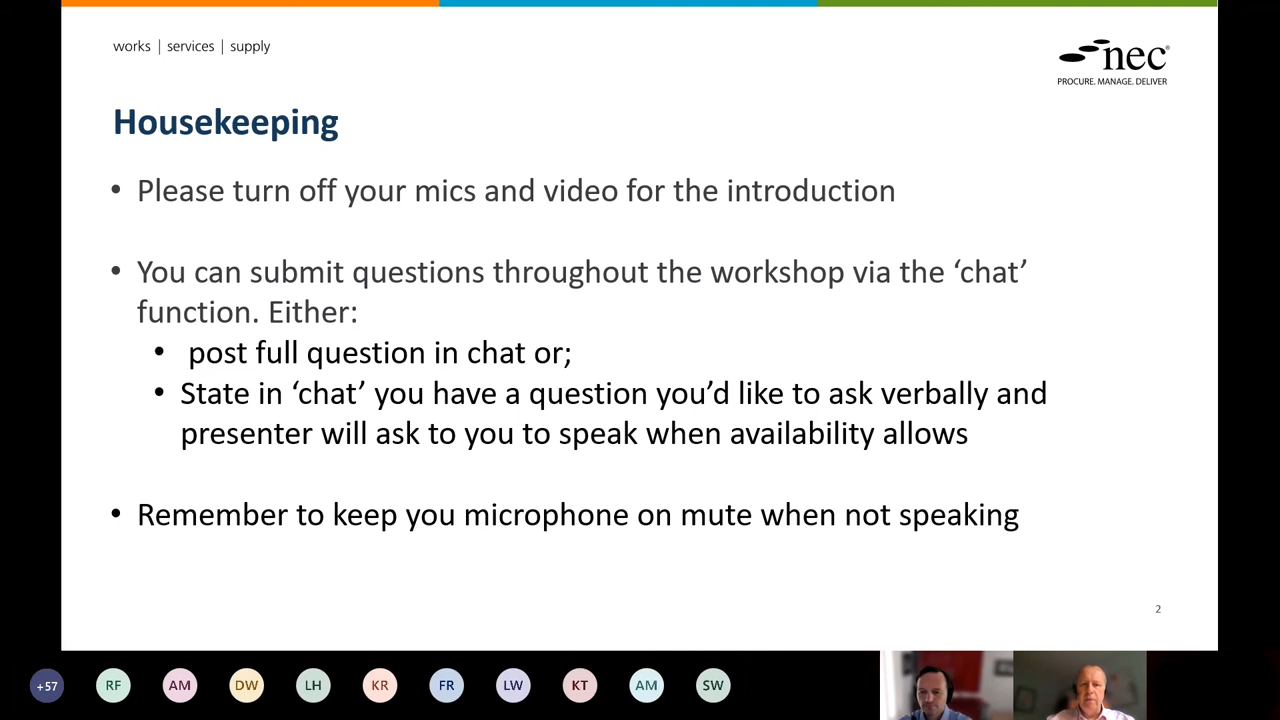 works | services | supply
nec®
PROCURE. MANAGE. DELIVER
Housekeeping
• Please turn off your mics and video for the introduction
• You can submit questions throughout the workshop via the ‘chat’
function. Either:
• post full question in chat or;
• State in ‘chat’ you have a question you’d like to ask verbally and
presenter will ask to you to speak when availability allows
• Remember to keep you microphone on mute when not speaking
2
+57 RF AM DW LH KR FR LW KT AM SW